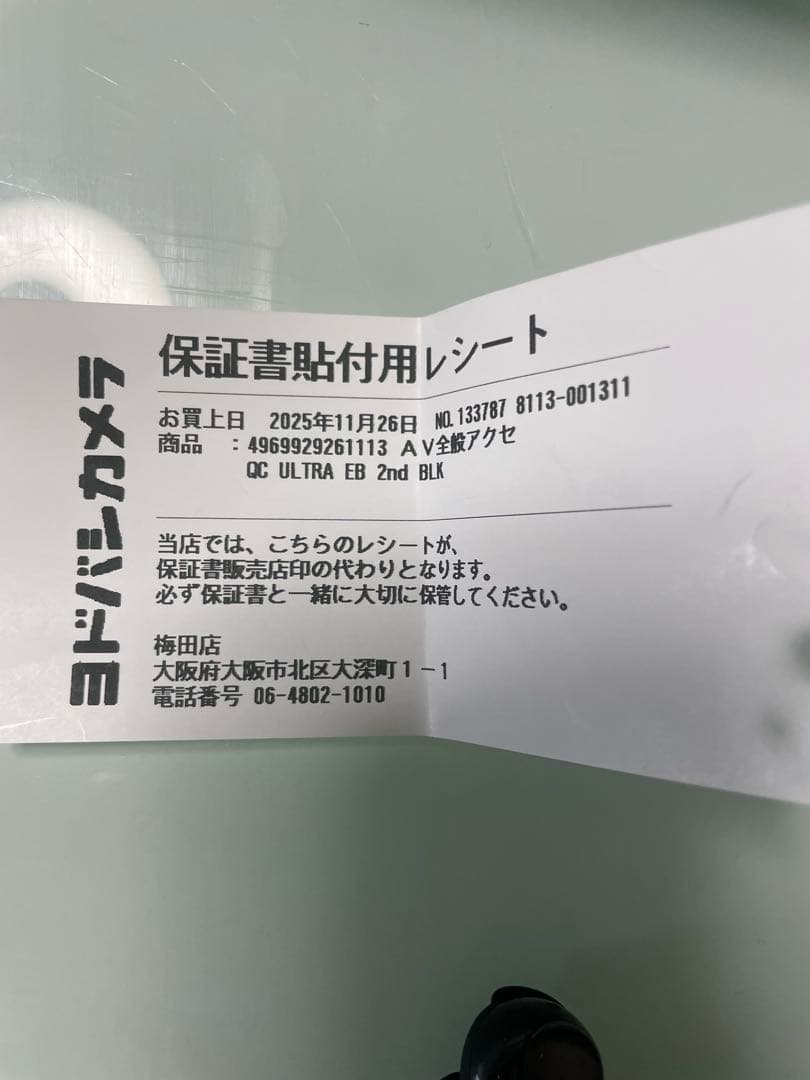 ヨドバシカメラ
保証書貼付用レシート
お買上日 2025年11月26日 NO.133787 8113-001311
商品 :4969929261113 AV全般アクセ
QC ULTRA EB 2nd BLK
当店では、こちらのレシートが、
保証書販売店印の代わりとなります。
必ず保証書と一緒に大切に保管してください。
梅田店
大阪府大阪市北区大深町1-1
電話番号 06-4802-1010